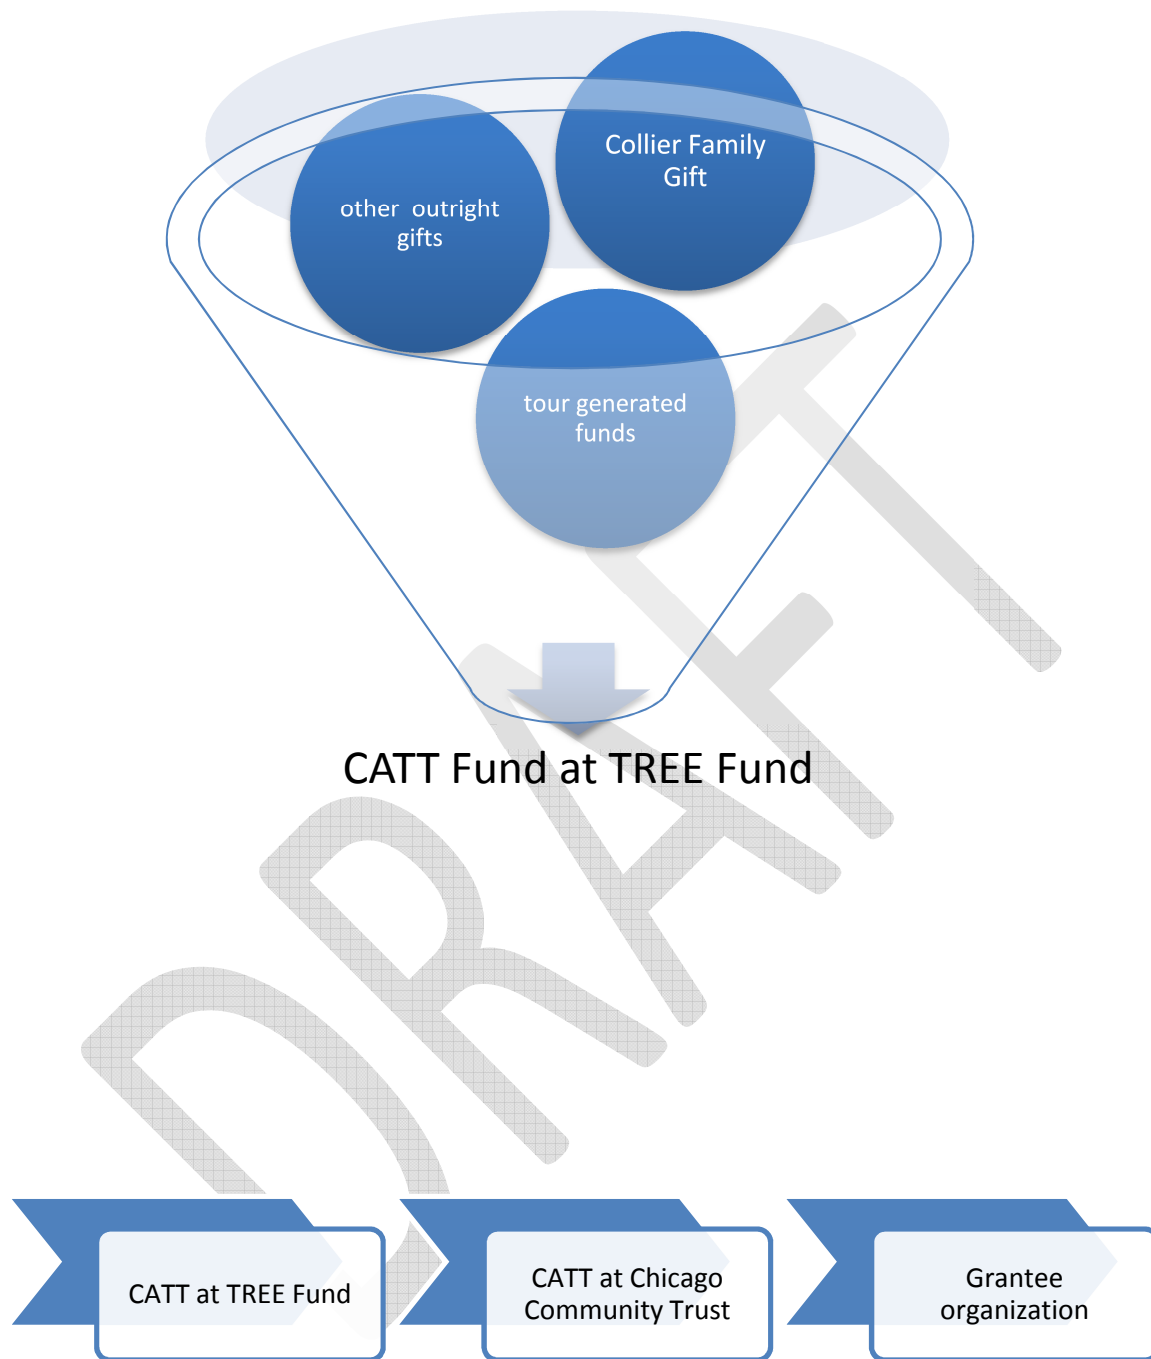 Collier Family
Gift
other outright
gifts
tour generated
funds
CATT Fund at TREE Fund
DRAFT
CATT at TREE Fund
CATT at Chicago
Community Trust
Grantee
organization